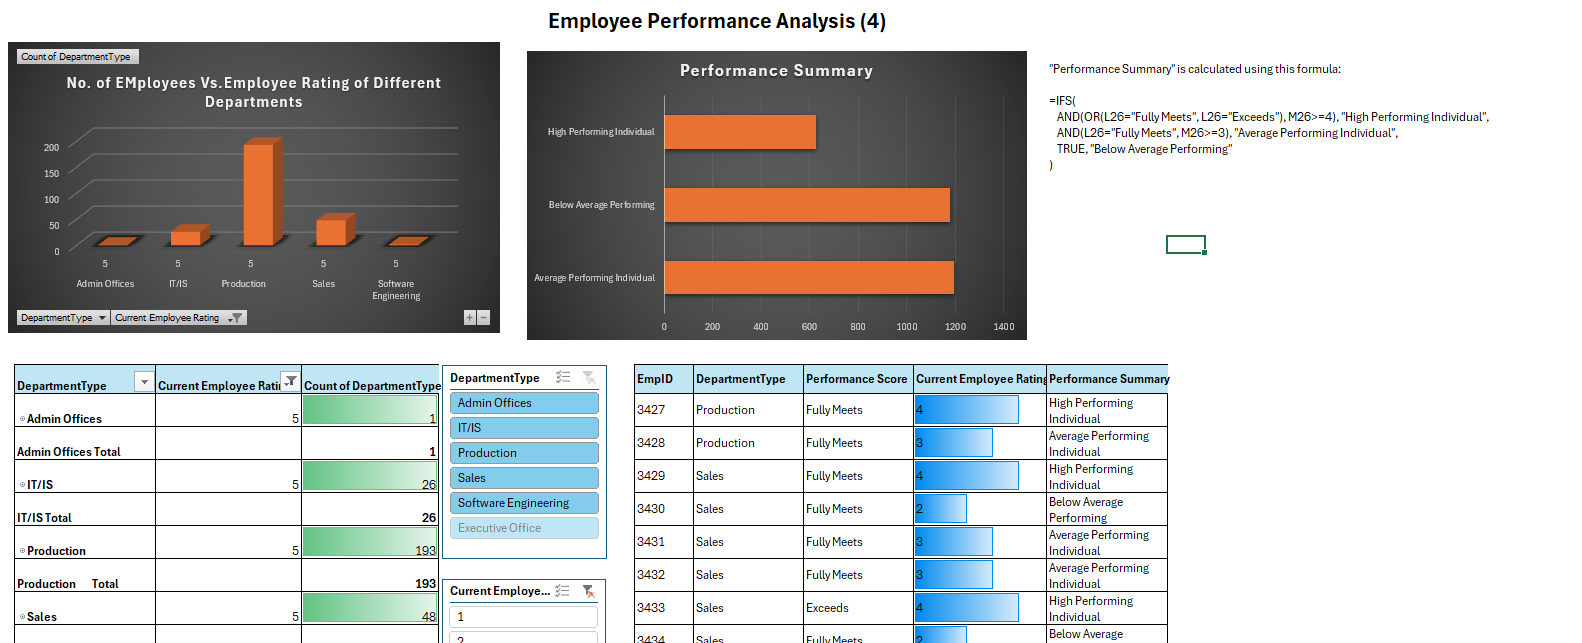 Employee Performance Analysis (4)
Count of DepartmentType
No. of EMployees Vs.Employee Rating of Different
Departments
200
150
100
50
0
5
5
5
5
5
Admin Offices
IT/IS
Production
Sales
Software
Engineering
DepartmentType
Current Employee Rating
Performance Summary
High Performing Individual
Below Average Performing
Average Performing Individual
0
200
400
600
800
1000
1200
1400
"Performance Summary" is calculated using this formula:
=IFS(
AND(OR(L26="Fully Meets", L26="Exceeds"), M26>=4), "High Performing Individual",
AND(L26="Fully Meets", M26>=3), "Average Performing Individual",
TRUE, "Below Average Performing"
)
DepartmentType Current Employee Ratin Count of DepartmentType
Admin Offices 5 1
Admin Offices Total 1
IT/IS 5 26
IT/IS Total 26
Production 5 193
Production Total 193
Sales 5 48
DepartmentType
Admin Offices
IT/IS
Production
Sales
Software Engineering
Executive Office
Current Employe...
1
2
EmpID DepartmentType Performance Score Current Employee Rating Performance Summary
3427 Production Fully Meets 4 High Performing
Individual
3428 Production Fully Meets 3 Average Performing
Individual
3429 Sales Fully Meets 4 High Performing
Individual
3430 Sales Fully Meets 2 Below Average
Performing
3431 Sales Fully Meets 3 Average Performing
Individual
3432 Sales Fully Meets 3 Average Performing
Individual
3433 Sales Exceeds 4 High Performing
Individual
3434 Sales Fully Meets 2 Below Average